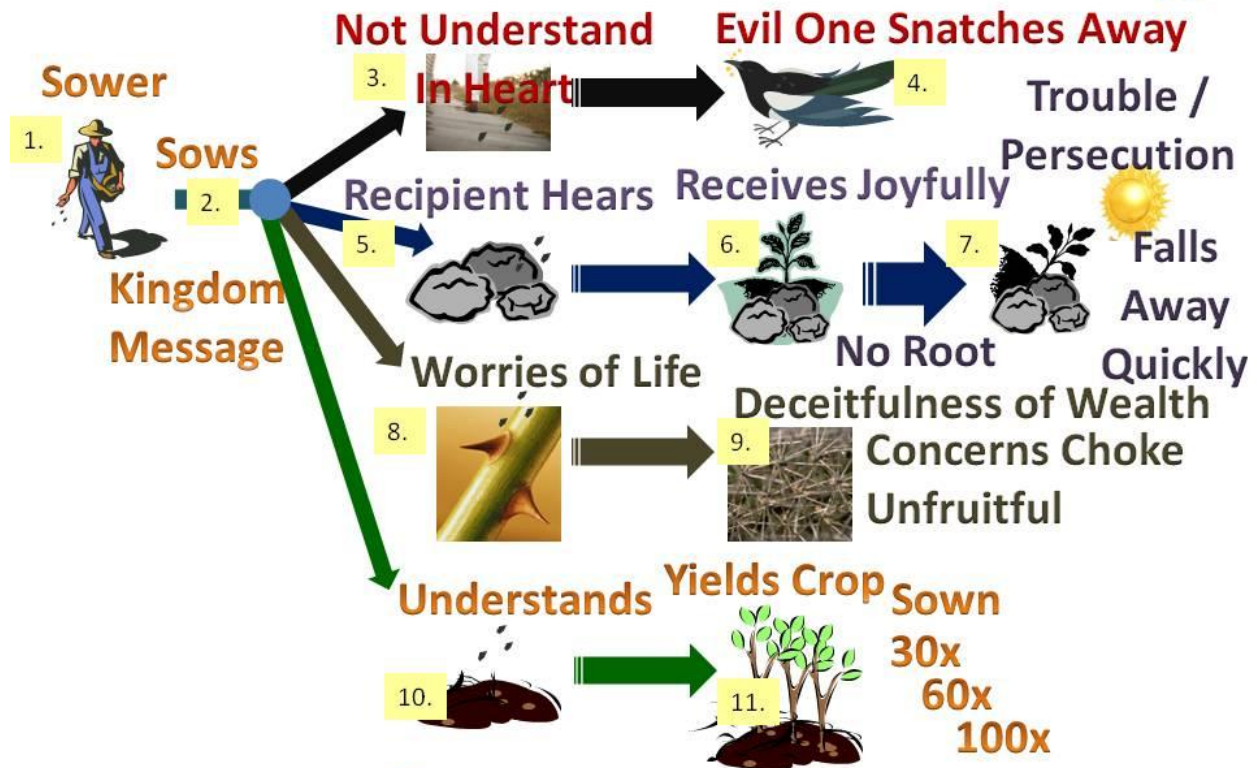 Sower
1.
Sows
2.
Kingdom
Message
Not Understand
3.
In Heart
Evil One Snatches Away
4.
Recipient Hears
5.
Receives Joyfully
6.
No Root
Trouble /
Persecution
7.
Falls
Away
Quickly
Worries of Life
8.
Deceitfulness of Wealth
9.
Concerns Choke
Unfruitful
Understands
10.
Yields Crop
11.
Sown
30x
60x
100x